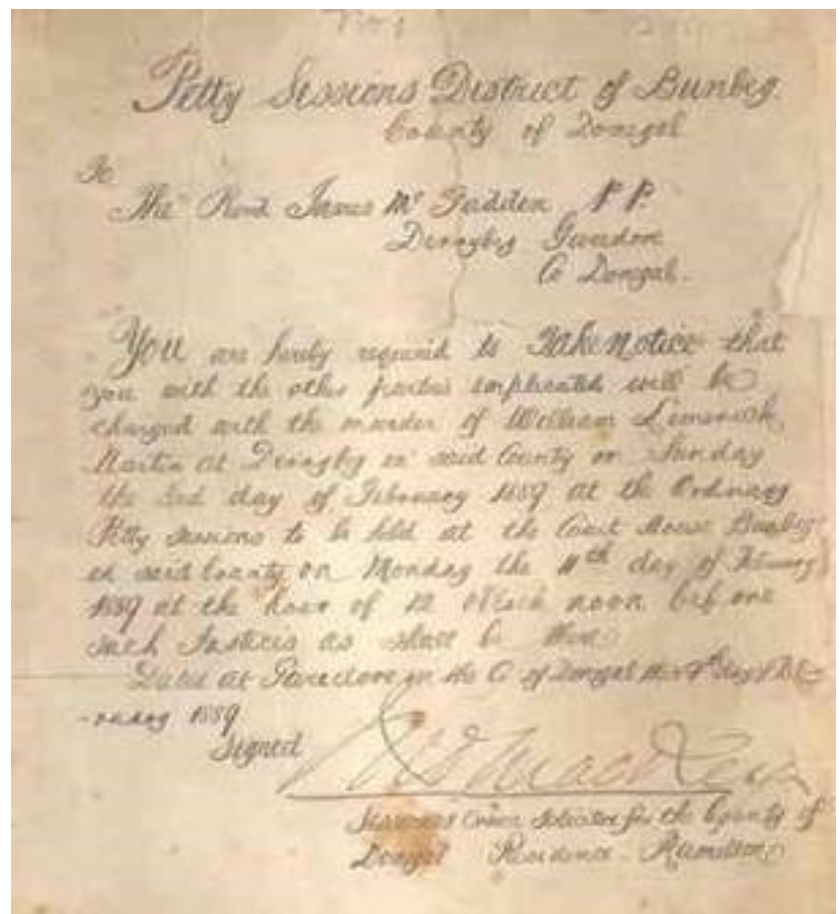 Petty Sessions District of Bunbeg.
County of Donegal
To
The Revd James McFadden P.P.
Derrybeg Gweedore
Co Donegal.
You are hereby required to Take Notice that
you with the other parties implicated will be
charged with the murder of William Limerick
Martin at Derrybeg in said County on Sunday
the 3rd day of February 1889 at the Ordinary
Petty Sessions to be held at the Court House Bunbeg
in said County on Monday the 11th day of February
1889 at the hour of 12 O'Clock noon before
such Justices as shall be there
Dated at Gweedore in the Co of Donegal this day of Feb
-ruary 1889
Signed
Sessions Crown Solicitor for the County of
Donegal Residence - Ramelton